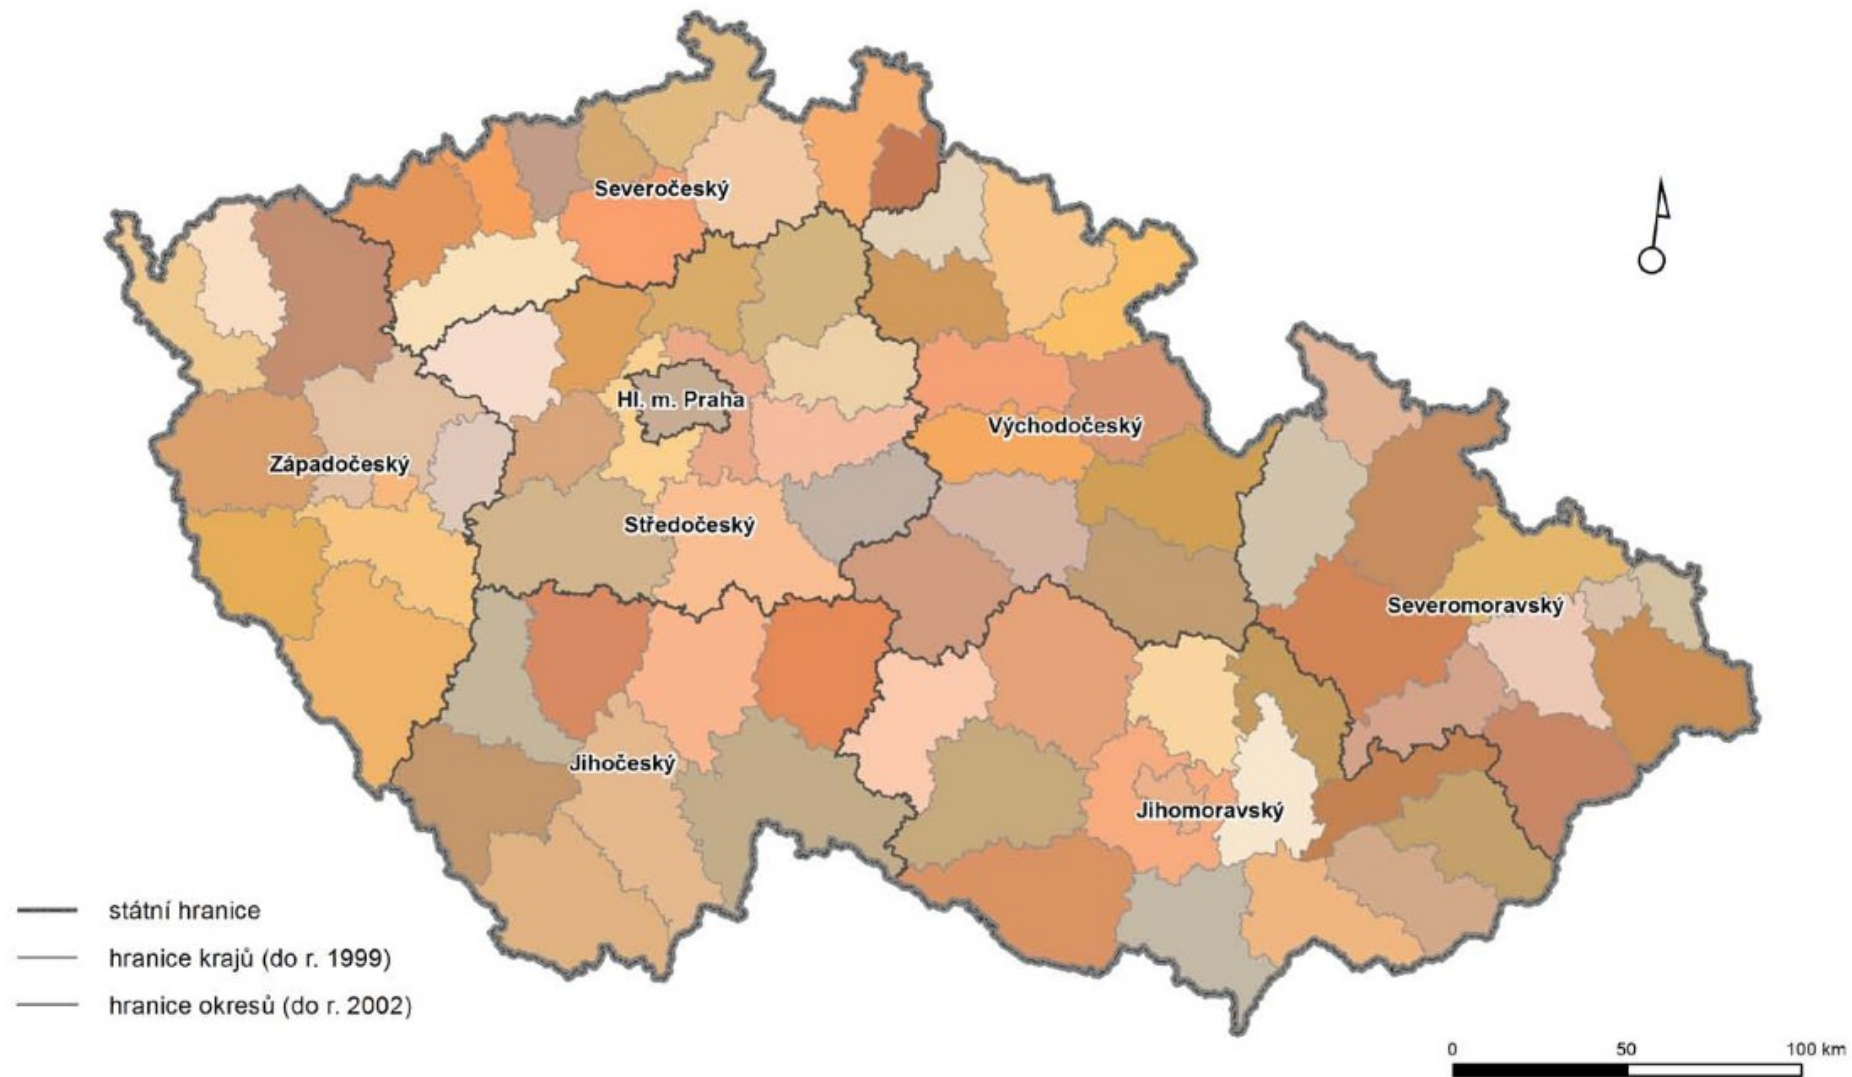 Severočeský
Hl. m. Praha
Východočeský
Západočeský
Středočeský
Severomoravský
Jihočeský
Jihomoravský
státní hranice
hranice krajů (do r. 1999)
hranice okresů (do r. 2002)
0 50 100 km